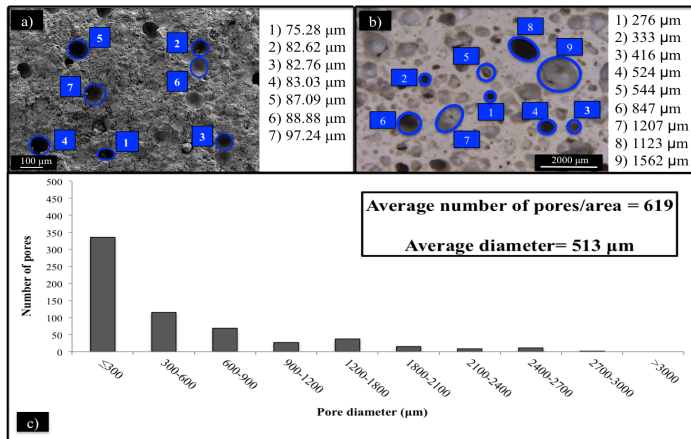 a)
5
2
6
7
4
1
3
100 µm
1) 75.28 µm
2) 82.62 µm
3) 82.76 µm
4) 83.03 µm
5) 87.09 µm
6) 88.88 µm
7) 97.24 µm
b)
8
9
5
2
1
6
7
4
3
2000 µm
1) 276 µm
2) 333 µm
3) 416 µm
4) 524 µm
5) 544 µm
6) 847 µm
7) 1207 µm
8) 1123 µm
9) 1562 µm
c)
Average number of pores/area = 619
Average diameter= 513 µm
Number of pores
500
450
400
350
300
250
200
150
100
50
0
≤300
300-600
600-900
900-1200
1200-1800
1800-2100
2100-2400
2400-2700
2700-3000
>3000
Pore diameter (µm)